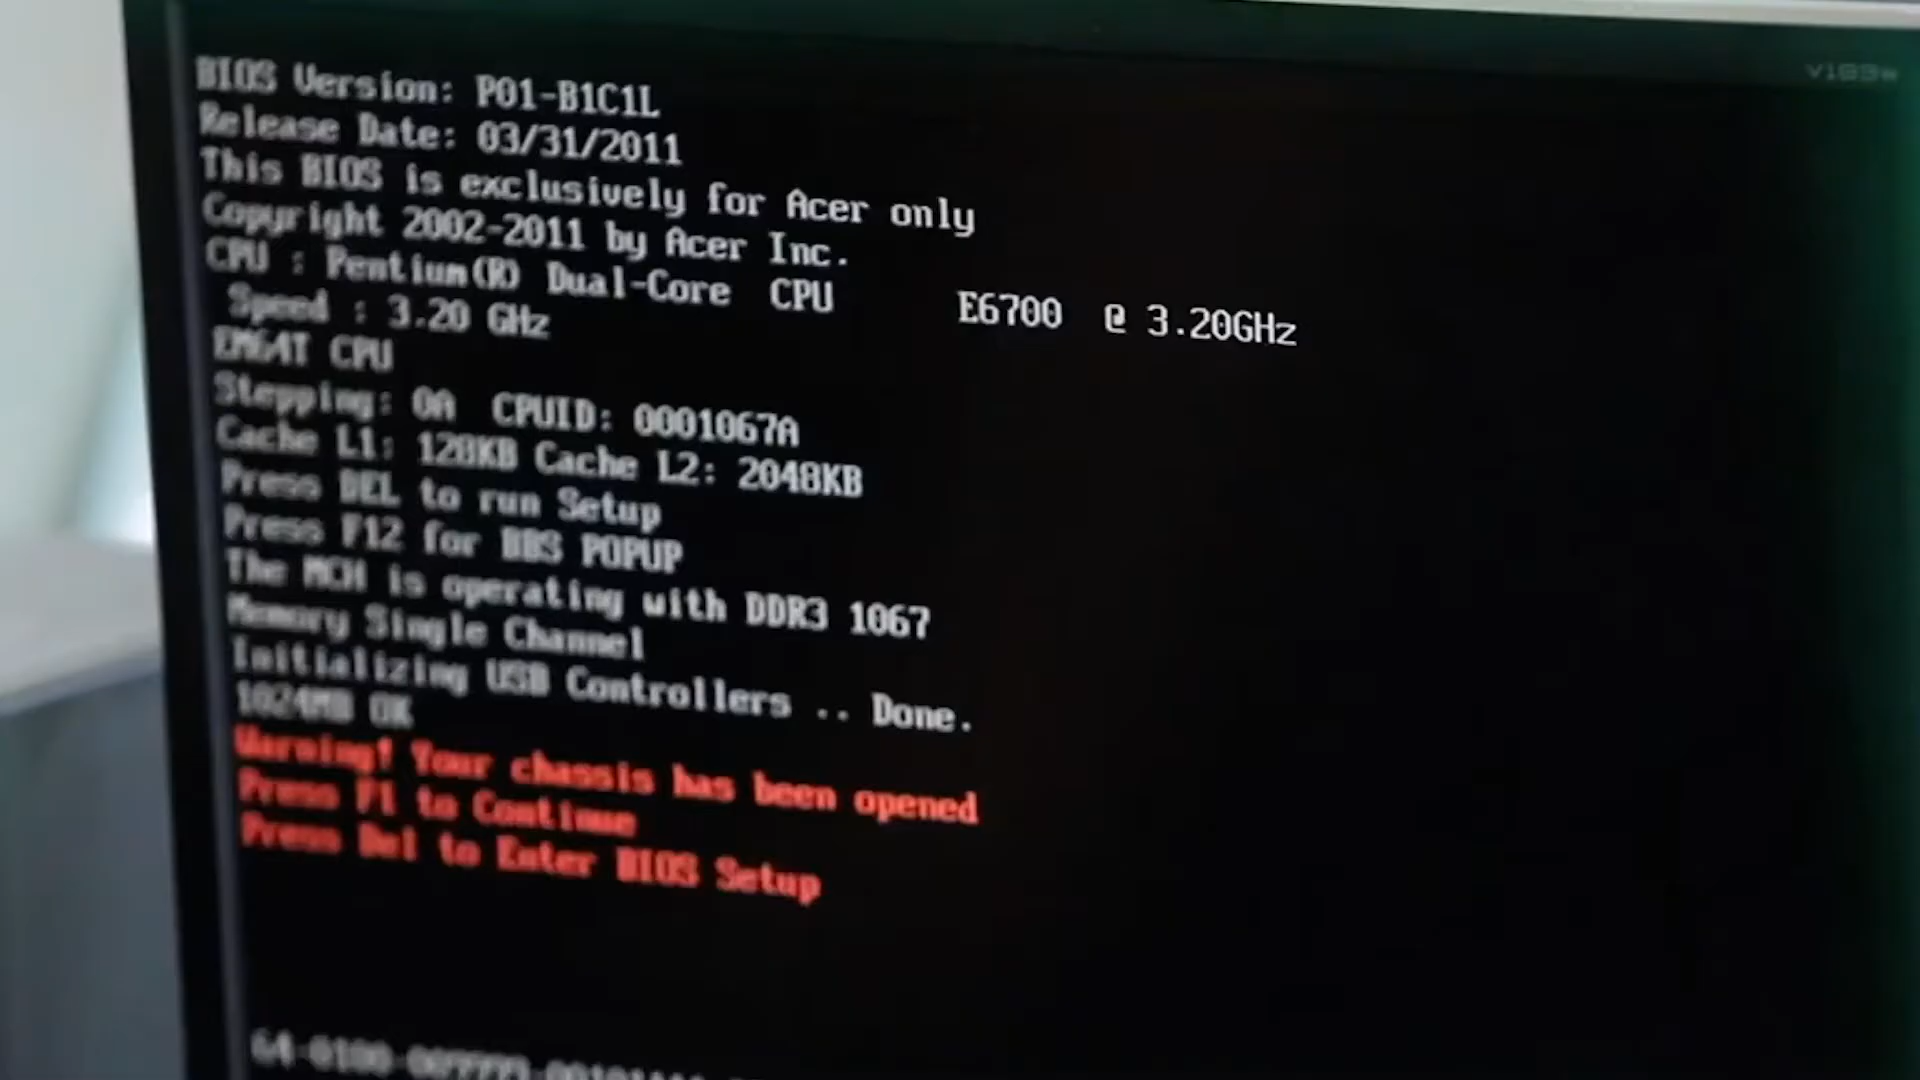 V183W
BIOS Version: P01-B1C1L
Release Date: 03/31/2011
This BIOS is exclusively for Acer only
Copyright 2002-2011 by Acer Inc.
CPU : Pentium(R) Dual-Core CPU E6700 @ 3.20GHz
Speed : 3.20 GHz
EM64T CPU
Stepping: 0A CPUID: 0001067A
Cache L1: 128KB Cache L2: 2048KB
Press DEL to run Setup
Press F12 for BBS POPUP
The MCH is operating with DDR3 1067
Memory Single Channel
Initializing USB Controllers .. Done.
1024MB OK
Warning! Your chassis has been opened
Press F1 to Continue
Press Del to Enter BIOS Setup